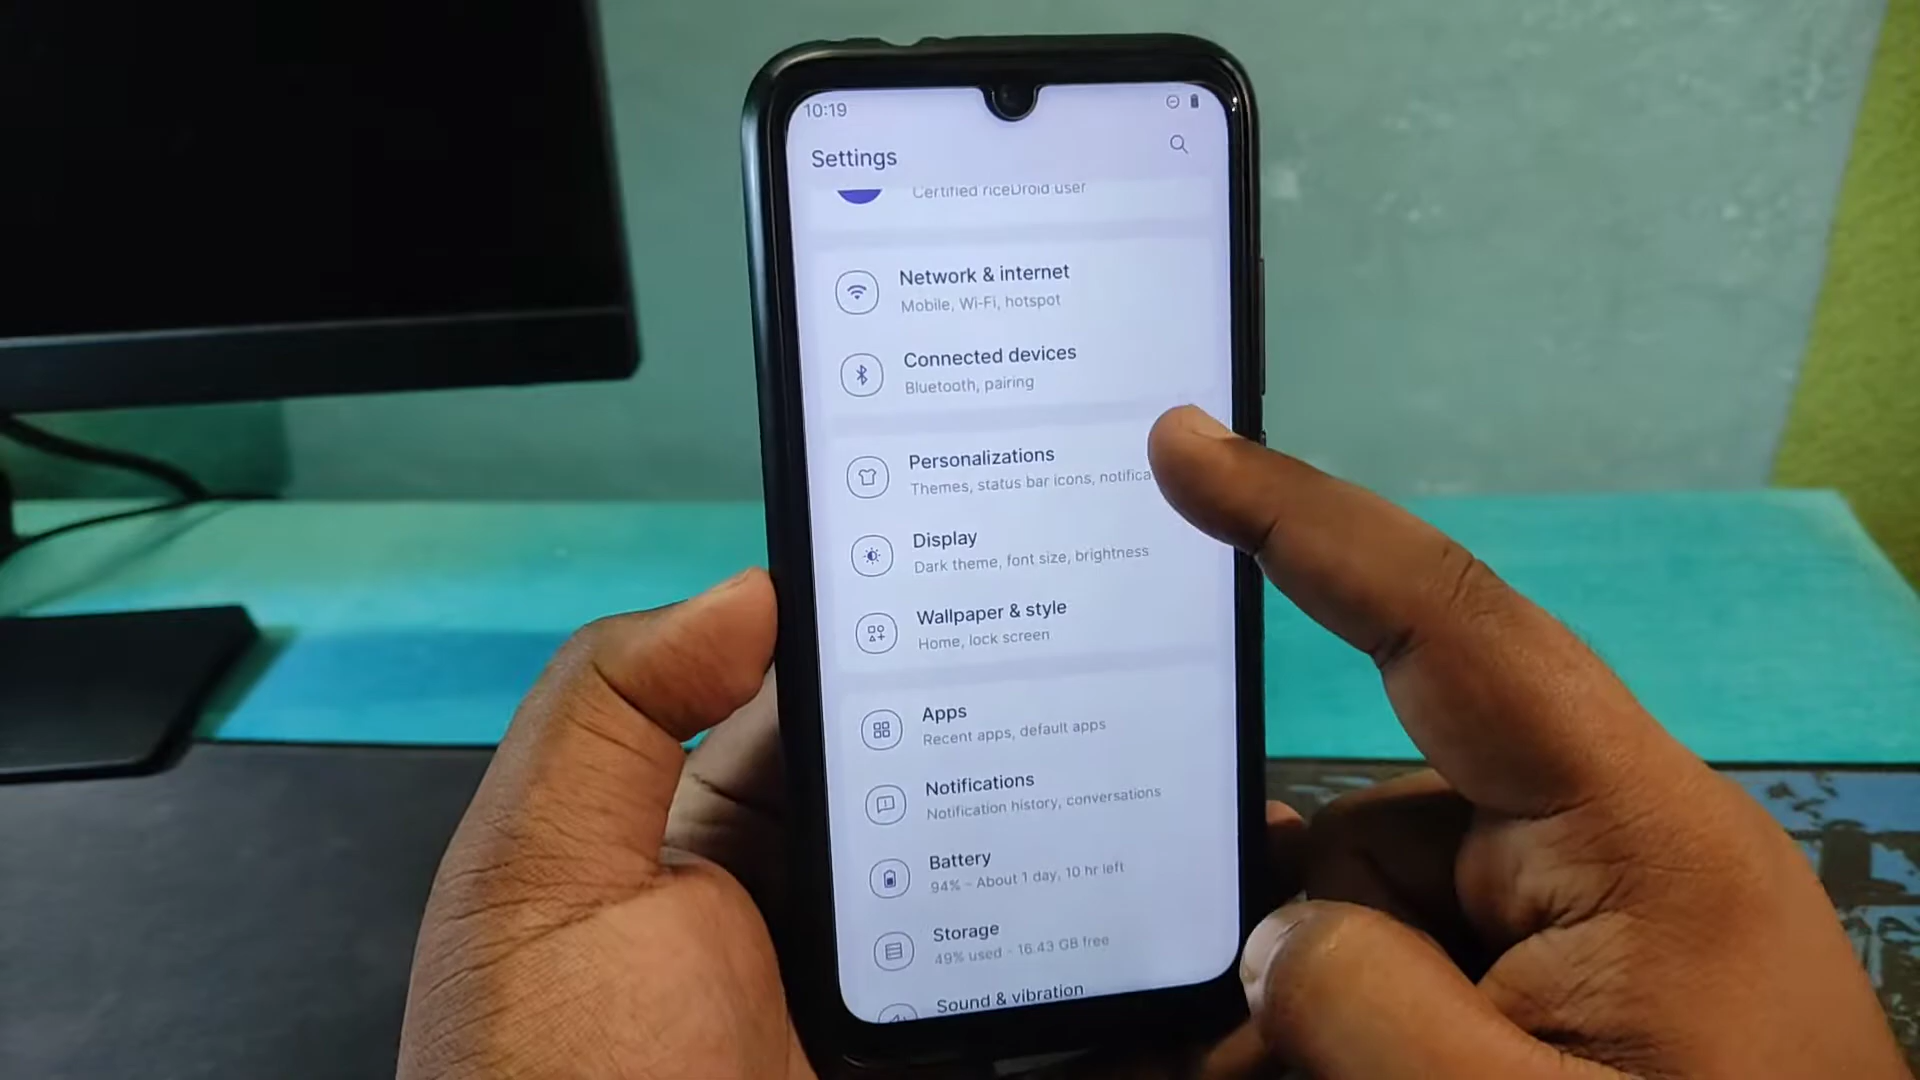 10:19
Settings
Certified riceDroid user
Network & internet
Mobile, Wi-Fi, hotspot
Connected devices
Bluetooth, pairing
Personalizations
Themes, status bar icons, notifica
Display
Dark theme, font size, brightness
Wallpaper & style
Home, lock screen
Apps
Recent apps, default apps
Notifications
Notification history, conversations
Battery
94% - About 1 day, 10 hr left
Storage
49% used - 16.43 GB free
Sound & vibration